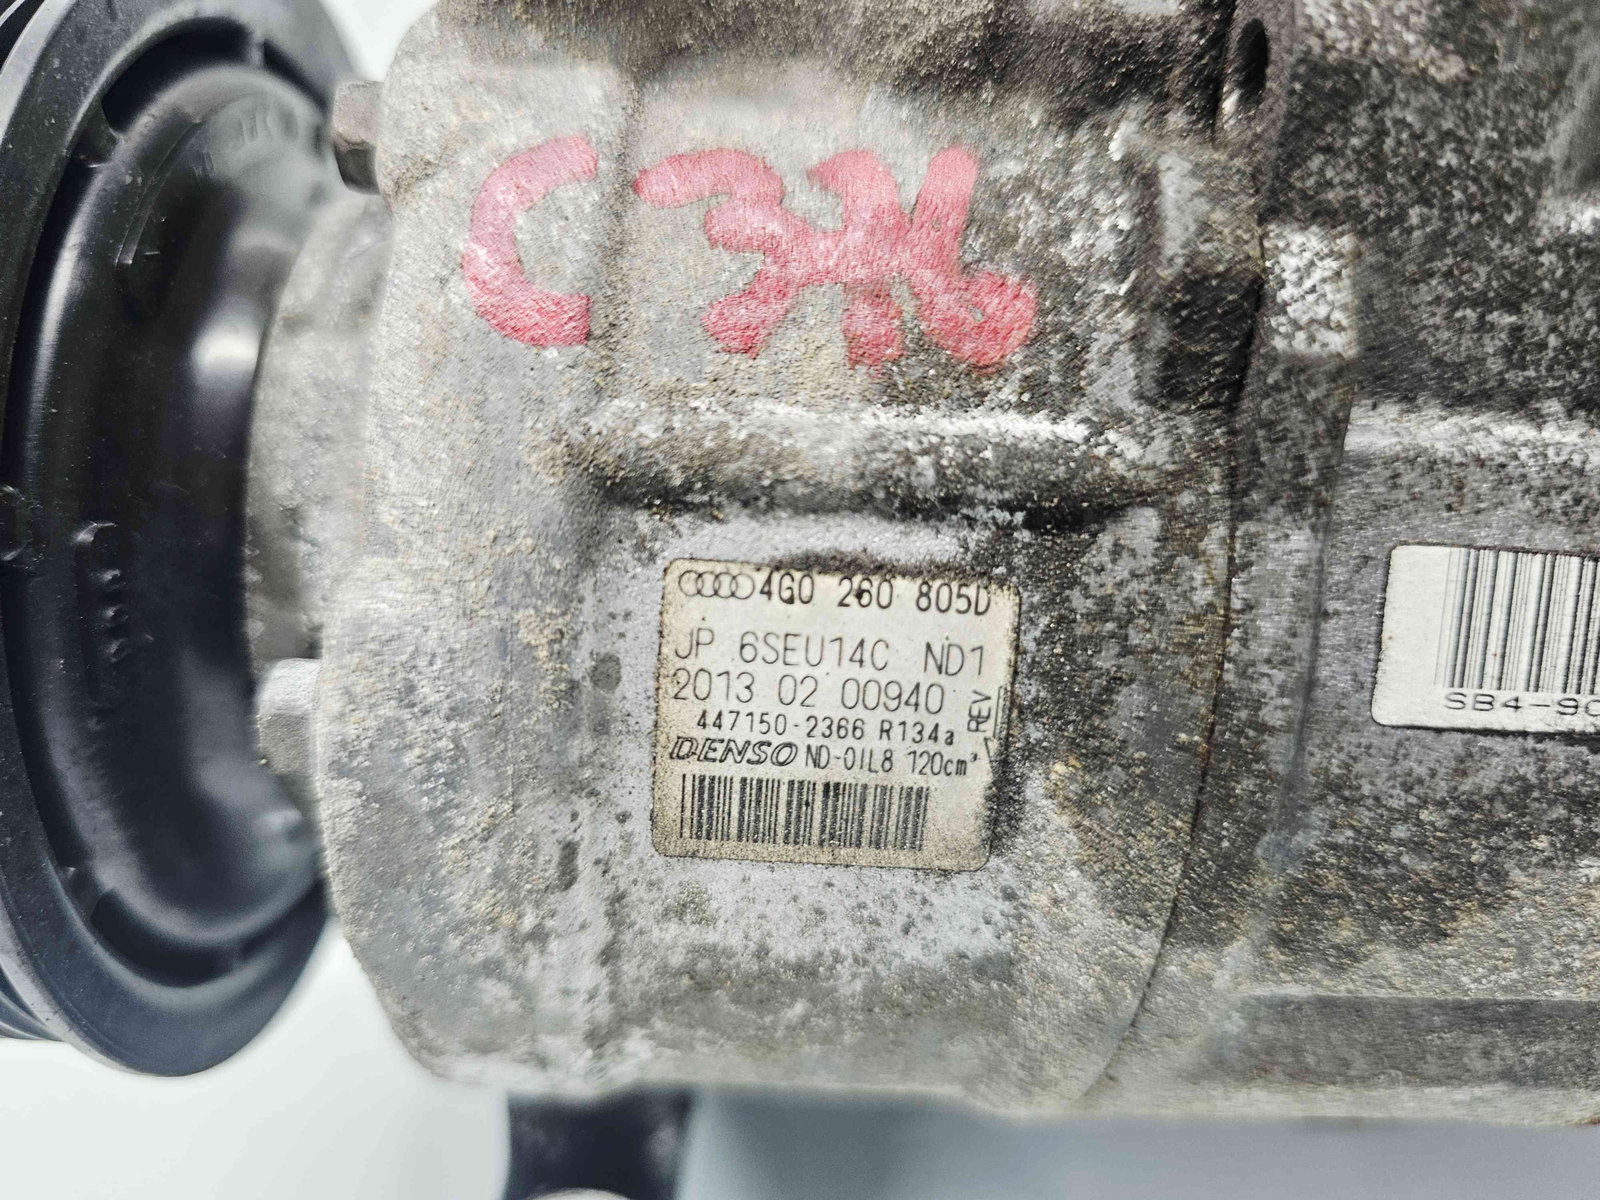 4G0 260 805D
JP 6SEU14C ND1
2013 02 00940
447150-2366 R134a
REV
DENSO ND-OIL8 120cm³
SB4-90